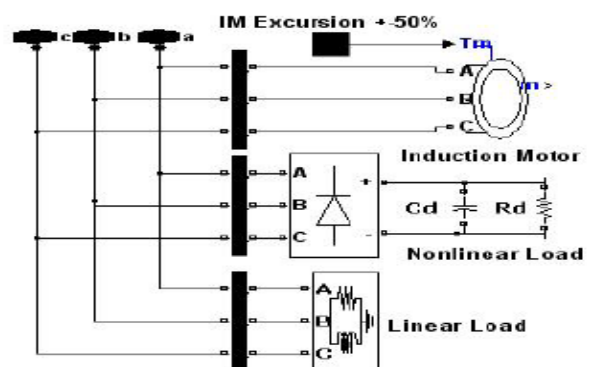 IM Excursion +-50%
c b a
Tm
A
m >
B
C
Induction Motor
A
+
B
Cd
Rd
C
-
Nonlinear Load
A
B
Linear Load
C